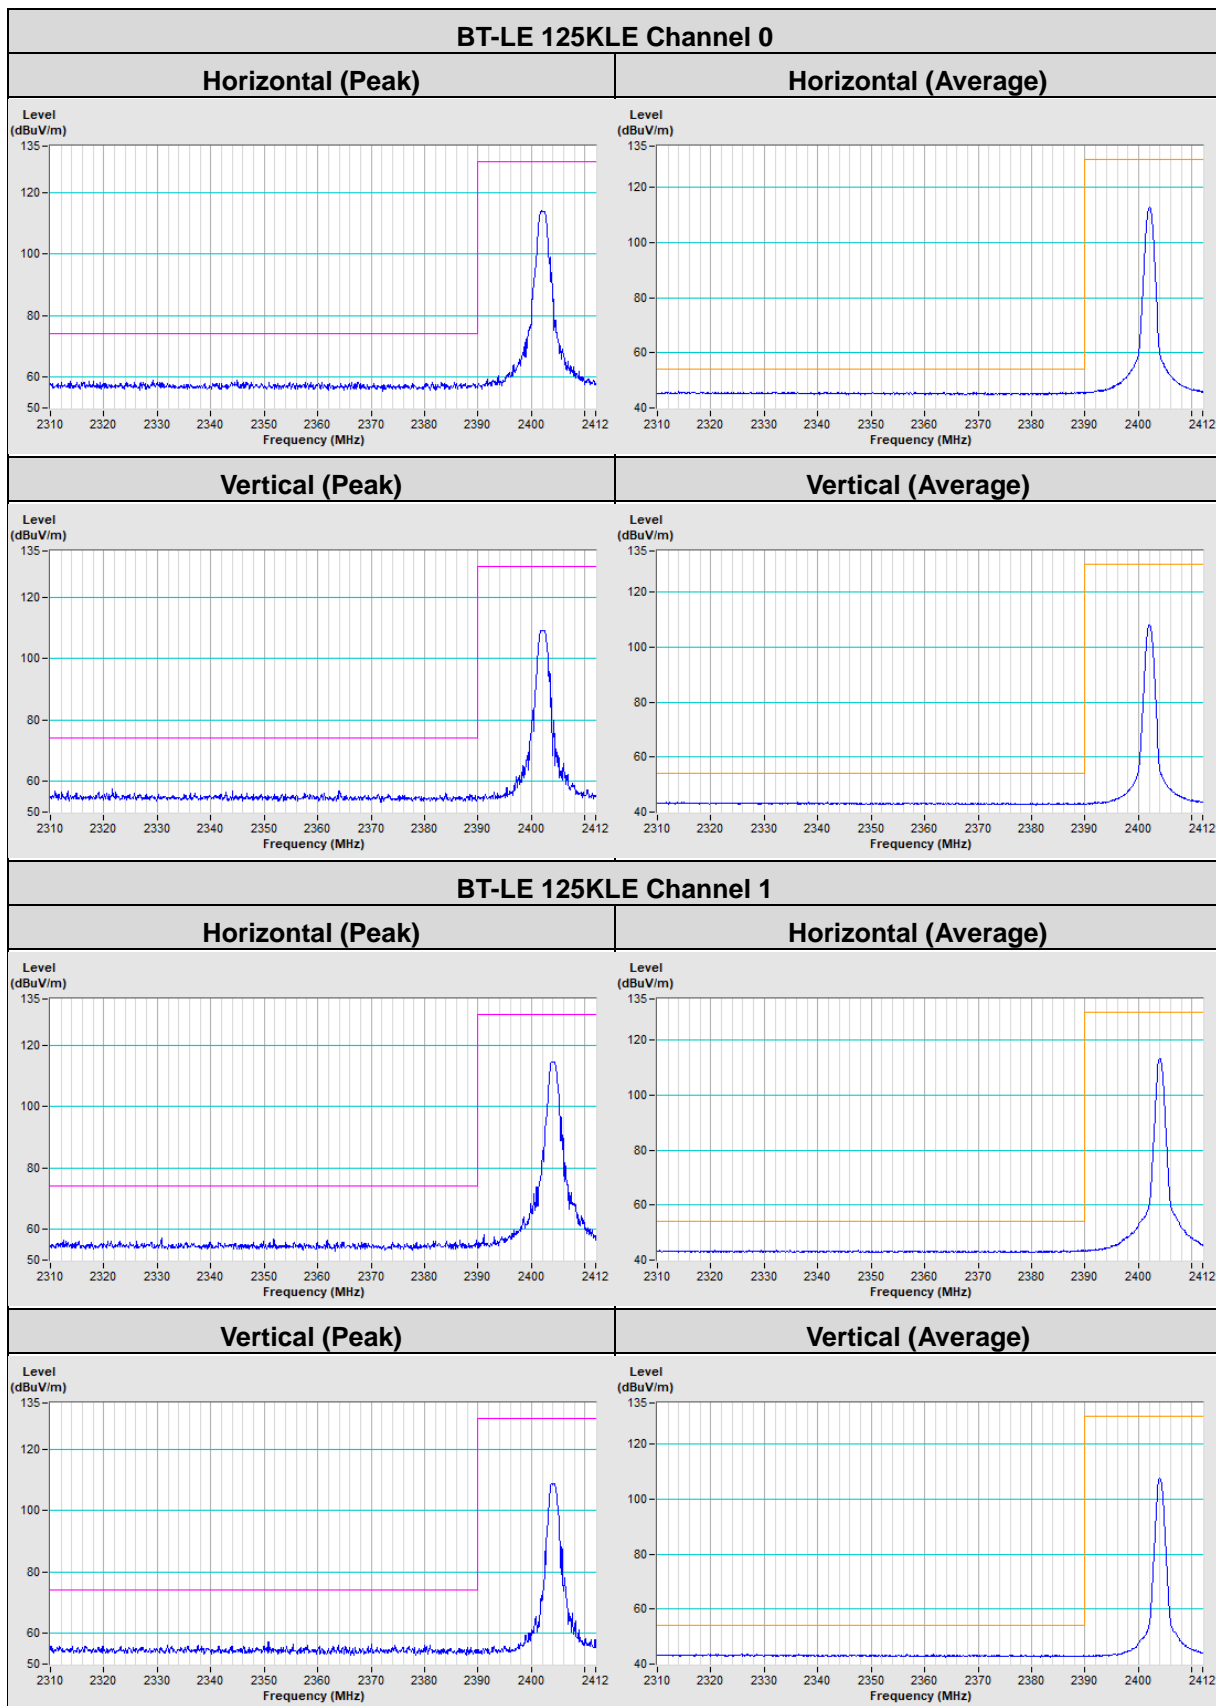 BT-LE 125KLE Channel 0
Horizontal (Peak)
Horizontal (Average)
Level
(dBuV/m)
135
120
100
80
60
50
2310 2320 2330 2340 2350 2360 2370 2380 2390 2400 2412
Frequency (MHz)
Level
(dBuV/m)
135
120
100
80
60
40
2310 2320 2330 2340 2350 2360 2370 2380 2390 2400 2412
Frequency (MHz)
Vertical (Peak)
Vertical (Average)
Level
(dBuV/m)
135
120
100
80
60
50
2310 2320 2330 2340 2350 2360 2370 2380 2390 2400 2412
Frequency (MHz)
Level
(dBuV/m)
135
120
100
80
60
40
2310 2320 2330 2340 2350 2360 2370 2380 2390 2400 2412
Frequency (MHz)
BT-LE 125KLE Channel 1
Horizontal (Peak)
Horizontal (Average)
Level
(dBuV/m)
135
120
100
80
60
50
2310 2320 2330 2340 2350 2360 2370 2380 2390 2400 2412
Frequency (MHz)
Level
(dBuV/m)
135
120
100
80
60
40
2310 2320 2330 2340 2350 2360 2370 2380 2390 2400 2412
Frequency (MHz)
Vertical (Peak)
Vertical (Average)
Level
(dBuV/m)
135
120
100
80
60
50
2310 2320 2330 2340 2350 2360 2370 2380 2390 2400 2412
Frequency (MHz)
Level
(dBuV/m)
135
120
100
80
60
40
2310 2320 2330 2340 2350 2360 2370 2380 2390 2400 2412
Frequency (MHz)